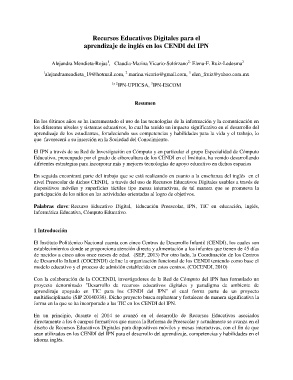 Recursos Educativos Digitales para el
aprendizaje de inglés en los CENDI del IPN
Alejandra Mendieta-Rojas¹, Claudia Marina Vicario-Solórzano² Elena F. Ruiz-Ledesma³
¹alejandramedieta_19@hotmail.com, ² marina.vicario@gmail.com, ³ elen_fruiz@yahoo.com.mx
IPN-UPIICSA, IPN-ESCOM
Resumen
En los últimos años se ha incrementado el uso de las tecnologías de la información y la comunicación en
los diferentes niveles y sistemas educativos, lo cual ha tenido un impacto significativo en el desarrollo del
aprendizaje de los estudiantes, fortaleciendo sus competencias y habilidades para la vida y el trabajo, lo
que favorecerá a su inserción en la Sociedad del Conocimiento.
El IPN a través de su Red de Investigación en Cómputo y en particular el grupo Especialidad de Cómputo
Educativo, preocupado por el grado de cibercultura de los CENDI en el Instituto, ha venido desarrollando
diferentes estrategias para incorporar más y mejores tecnologías de apoyo educativo en dichos espacios
En seguida encontrará parte del trabajo que se está realizando en cuanto a la enseñanza del inglés en el
nivel Preescolar de dichos CENDI, a través del uso de Recursos Educativos Digitales usables a través de
dispositivos móviles y superficies táctiles tipo mesas interactivas, de tal manera, que se promueva la
participación de los niños en las actividades orientadas al logro de objetivos.
Palabras clave: Recurso Educativo Digital, Educación Preescolar, IPN, TIC en educación, inglés,
Informática Educativa, Cómputo Educativo.
1 Introducción
El Instituto Politécnico Nacional cuenta con cinco Centros de Desarrollo Infantil (CENDI), los cuales son
establecimientos donde se proporciona atención directa y alimentación a los infantes que tienen de 45 días
de nacidos a cinco años once meses de edad. (SEP, 2013) Por otro lado, la Coordinación de los Centros
de Desarrollo Infantil (COCENDI) define la organización funcional de los CENDI teniendo como base el
modelo educativo y el proceso de admisión establecido en estos centros. (COCENDI, 2010)
Con la colaboración de la COCENDI, investigadores de la Red de Cómputo del IPN han formulado un
proyecto denominado "Desarrollo de recursos educativos digitales y paradigma de ambiente de
aprendizaje apoyado en TIC para los CENDI del IPN" el cual forma parte de un proyecto
multidisciplinario (SIP 20140338). Dicho proyecto busca replantear y fortalecer de manera significativa la
forma en la que se ha incorporado a las TIC en los CENDI del IPN.
En un principio, durante el 2014 se avanzó en el desarrollo de Recursos Educativos asociados
directamente a los 6 campos formativos que marca la Reforma de Preescolar y actualmente se avanza en el
diseño de Recursos Educativos Digitales para dispositivos móviles y mesas interactivas, con el fin de que
sean utilizados en los CENDI del IPN para el desarrollo del aprendizaje, competencias y habilidades en el
idioma inglés.